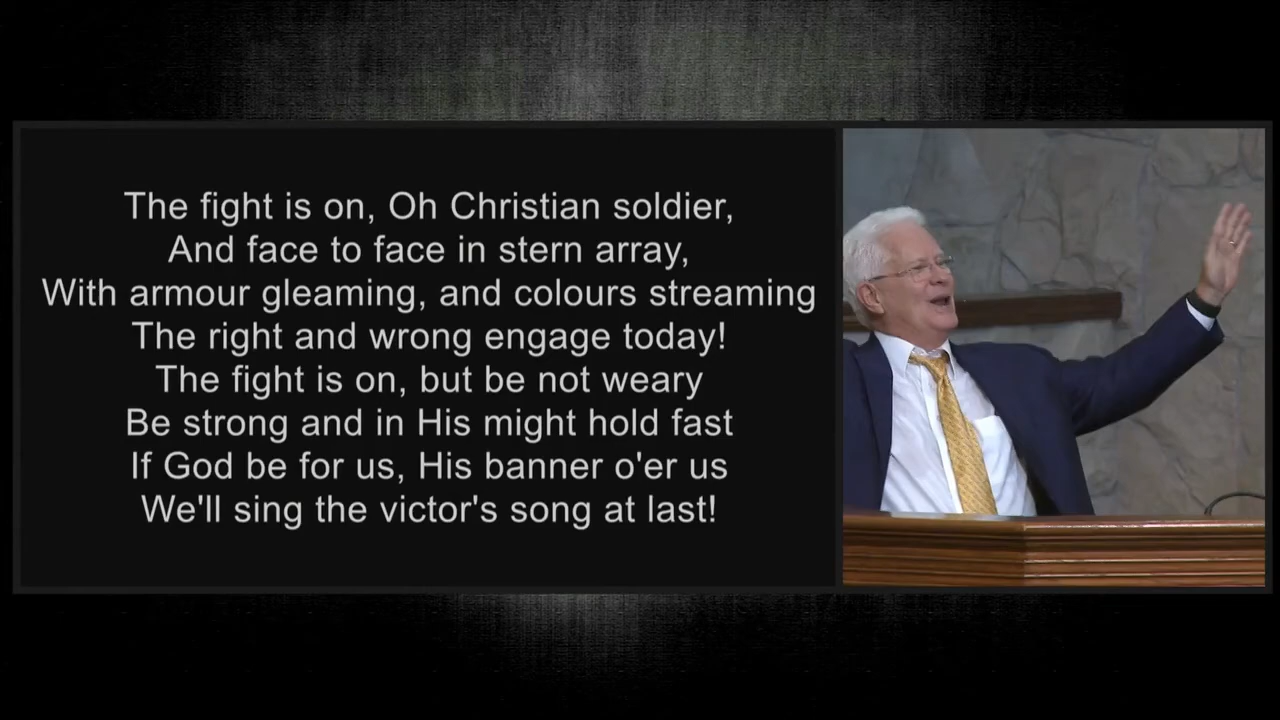 The fight is on, Oh Christian soldier,
And face to face in stern array,
With armour gleaming, and colours streaming
The right and wrong engage today!
The fight is on, but be not weary
Be strong and in His might hold fast
If God be for us, His banner o'er us
We'll sing the victor's song at last!